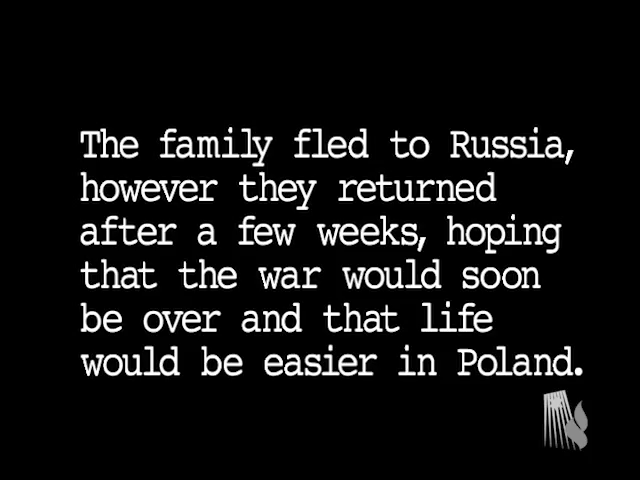 The family fled to Russia,
however they returned
after a few weeks, hoping
that the war would soon
be over and that life
would be easier in Poland.